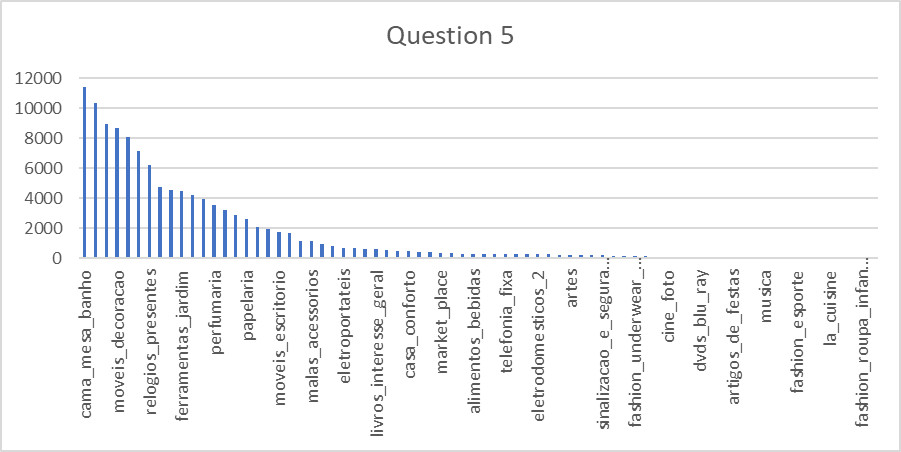 Question 5
12000
10000
8000
6000
4000
2000
0
cama_mesa_banho
moveis_decoracao
relogios_presentes
ferramentas_jardim
perfumaria
papelaria
moveis_escritorio
malas_acessorios
eletroportateis
livros_interesse_geral
casa_conforto
market_place
alimentos_bebidas
telefonia_fixa
eletrodomesticos_2
artes
sinalizacao_e_segura…
fashion_underwear_…
cine_foto
dvds_blu_ray
artigos_de_festas
musica
fashion_esporte
la_cuisine
fashion_roupa_infan…